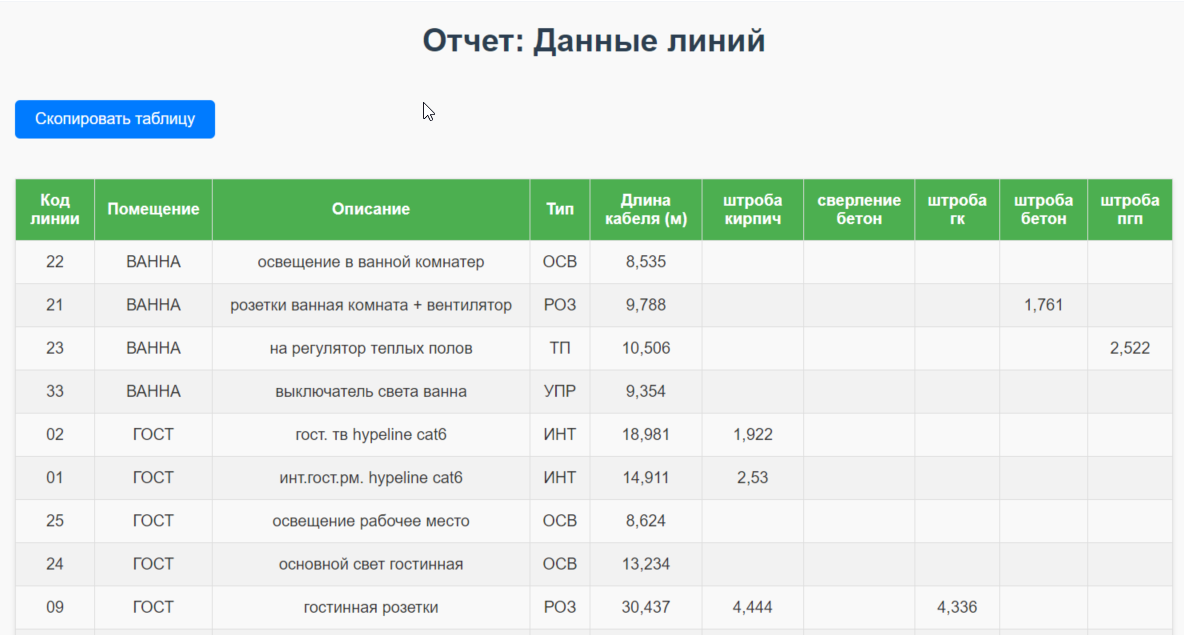 Отчет: Данные линий
Скопировать таблицу
Код линии Помещение Описание Тип Длина кабеля (м) штроба кирпич сверление бетон штроба гк штроба бетон штроба пгп
22 ВАННА освещение в ванной комнатер ОСВ 8,535
21 ВАННА розетки ванная комната + вентилятор РОЗ 9,788 1,761
23 ВАННА на регулятор теплых полов ТП 10,506 2,522
33 ВАННА выключатель света ванна УПР 9,354
02 ГОСТ гост. тв hypeline cat6 ИНТ 18,981 1,922
01 ГОСТ инт.гост.рм. hypeline cat6 ИНТ 14,911 2,53
25 ГОСТ освещение рабочее место ОСВ 8,624
24 ГОСТ основной свет гостинная ОСВ 13,234
09 ГОСТ гостинная розетки РОЗ 30,437 4,444 4,336